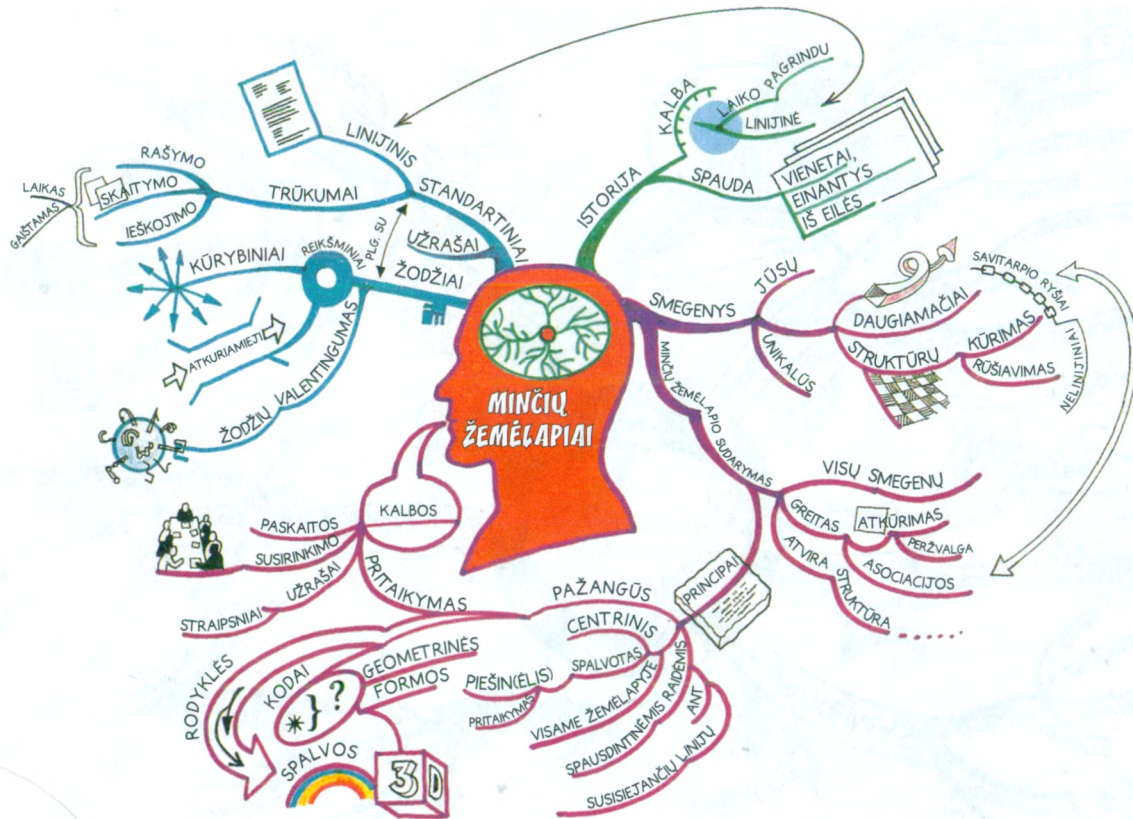 MINČIŲ
ŽEMĖLAPIAI
ISTORIJA
KALBA
LAIKO PAGRINDU
LINIJINĖ
SPAUDA
VIENETAI,
EINANTYS
IŠ EILĖS
SMEGENYS
JŪSŲ
UNIKALŪS
DAUGIAMAČIAI
STRUKTŪRŲ
KŪRIMAS
RŪŠIAVIMAS
SAVITARPIO
RYŠIAI
NELINIJINIAI
MINČIŲ ŽEMĖLAPIO SUDARYMAS
VISŲ SMEGENŲ
GREITAS
ATKŪRIMAS
PERŽVALGA
ASOCIACIJOS
ATVIRA
STRUKTŪRA
PRINCIPAI
PAŽANGŪS
CENTRINIS
SPALVOTAS
PIEŠIN(ĖLIS)
PRITAIKYMAS
VISAME ŽEMĖLAPYJE
SPAUSDINTINĖMIS RAIDĖMIS
ANT
SUSISIEJANČIŲ LINIJŲ
GEOMETRINĖS
FORMOS
3D
KODAI
* } ?
RODYKLĖS
SPALVOS
PRITAIKYMAS
KALBOS
PASKAITOS
SUSIRINKIMO
UŽRAŠAI
STRAIPSNIAI
STANDARTINIAI
UŽRAŠAI
LINIJINIS
TRŪKUMAI
RAŠYMO
SKAITYMO
IEŠKOJIMO
LAIKAS
GAIŠTAMAS
PLG. SU
ŽODŽIAI
REIKŠMINIAI
KŪRYBINIAI
ATKURIAMIEJI
ŽODŽIŲ VALENTINGUMAS